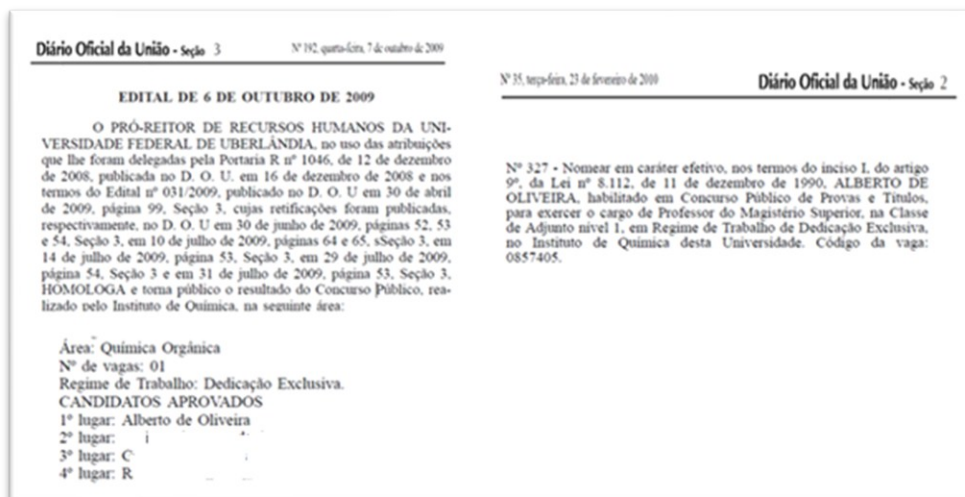 Diário Oficial da União - Seção 3
Nº 192, quarta-feira, 7 de outubro de 2009
EDITAL DE 6 DE OUTUBRO DE 2009
O PRÓ-REITOR DE RECURSOS HUMANOS DA UNI-
VERSIDADE FEDERAL DE UBERLÂNDIA, no uso das atribuições
que lhe foram delegadas pela Portaria R nº 1046, de 12 de dezembro
de 2008, publicada no D. O. U. em 16 de dezembro de 2008 e nos
termos do Edital nº 031/2009, publicado no D. O. U em 30 de abril
de 2009, página 99, Seção 3, cujas retificações foram publicadas,
respectivamente, no D. O. U em 30 de junho de 2009, páginas 52, 53
e 54, Seção 3, em 10 de julho de 2009, páginas 64 e 65, sSeção 3, em
14 de julho de 2009, página 53, Seção 3, em 29 de julho de 2009,
página 54, Seção 3 e em 31 de julho de 2009, página 53, Seção 3,
HOMOLOGA e torna público o resultado do Concurso Público, rea-
lizado pelo Instituto de Química, na seguinte área:
Área: Química Orgânica
Nº de vagas: 01
Regime de Trabalho: Dedicação Exclusiva.
CANDIDATOS APROVADOS
1º lugar: Alberto de Oliveira
2º lugar:
3º lugar: C
4º lugar: R
Nº 35, terça-feira, 23 de fevereiro de 2010
Diário Oficial da União - Seção 2
Nº 327 - Nomear em caráter efetivo, nos termos do inciso I, do artigo
9º, da Lei nº 8.112, de 11 de dezembro de 1990, ALBERTO DE
OLIVEIRA, habilitado em Concurso Público de Provas e Títulos,
para exercer o cargo de Professor do Magistério Superior, na Classe
de Adjunto nível 1, em Regime de Trabalho de Dedicação Exclusiva,
no Instituto de Química desta Universidade. Código da vaga:
0857405.